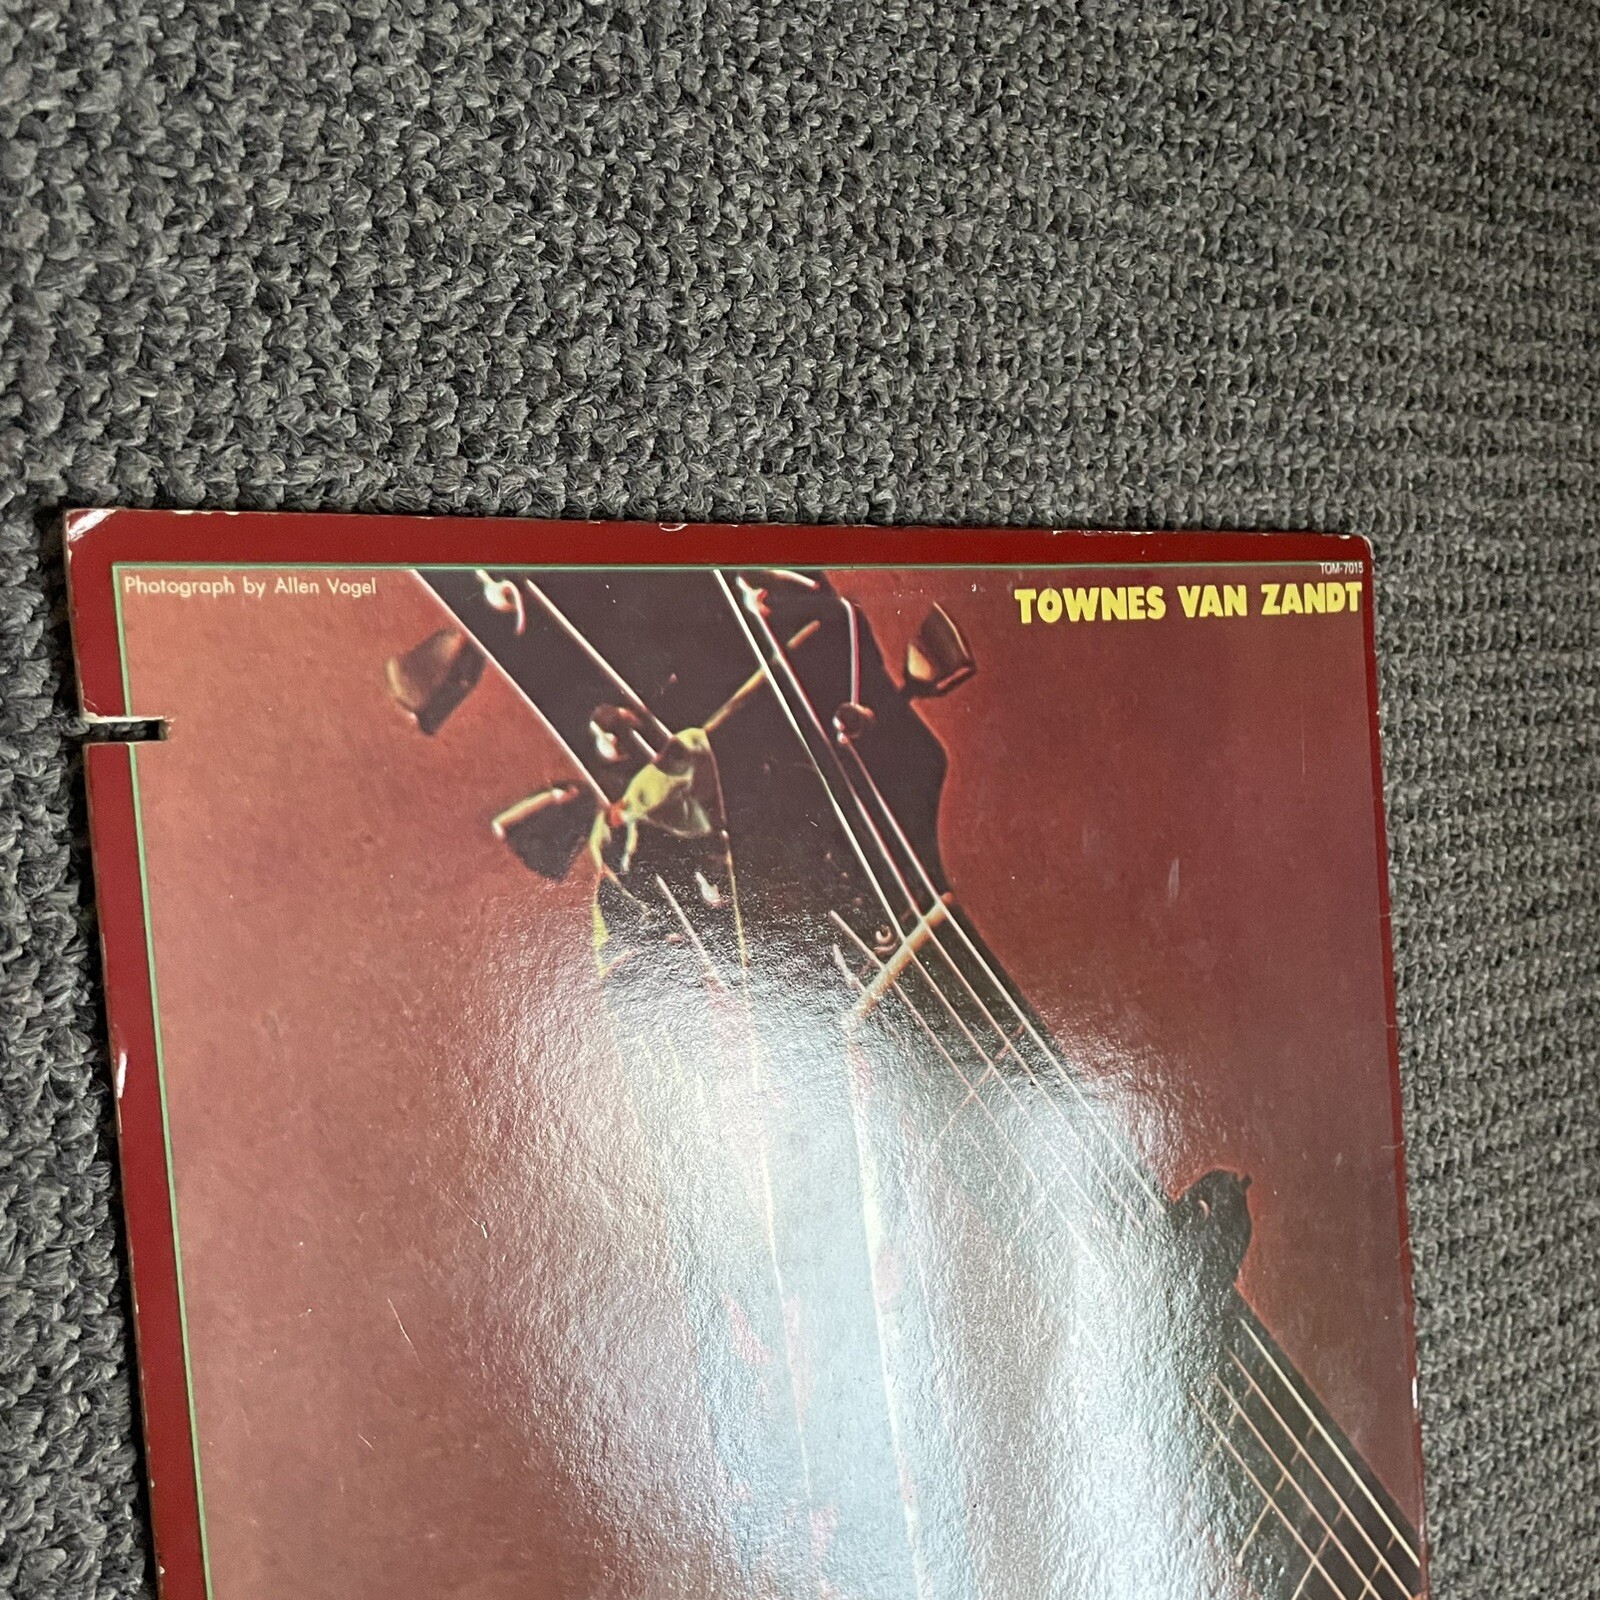 Photograph by Allen Vogel
TOM-7015
TOWNES VAN ZANDT